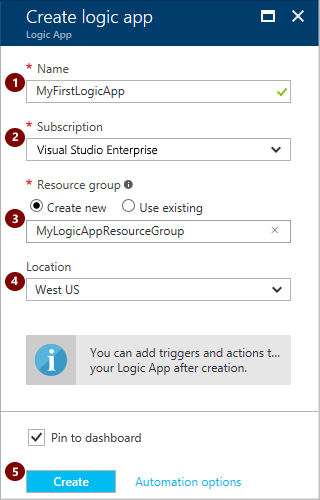 Create logic app
Logic App
* Name
1
MyFirstLogicApp
* Subscription
2
Visual Studio Enterprise
* Resource group
Create new
Use existing
3
MyLogicAppResourceGroup
Location
4
West US
You can add triggers and actions t...
your Logic App after creation.
Pin to dashboard
5
Create
Automation options